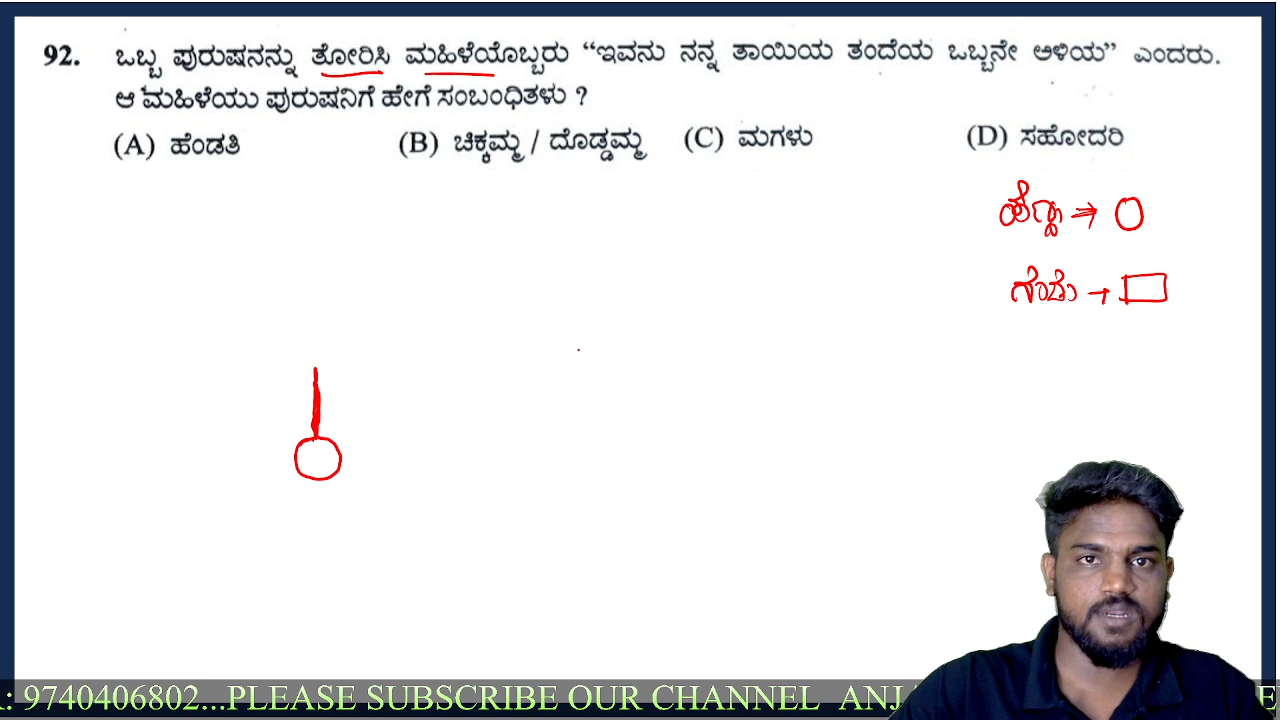 92. ಒಬ್ಬ ಪುರುಷನನ್ನು ತೋರಿಸಿ ಮಹಿಳೆಯೊಬ್ಬರು “ಇವನು ನನ್ನ ತಾಯಿಯ ತಂದೆಯ ಒಬ್ಬನೇ ಅಳಿಯ” ಎಂದರು.
ಆ ಮಹಿಳೆಯು ಪುರುಷನಿಗೆ ಹೇಗೆ ಸಂಬಂಧಿತಳು ?
(A) ಹೆಂಡತಿ (B) ಚಿಕ್ಕಮ್ಮ / ದೊಡ್ಡಮ್ಮ (C) ಮಗಳು (D) ಸಹೋದರಿ
: 9740406802...PLEASE SUBSCRIBE OUR CHANNEL